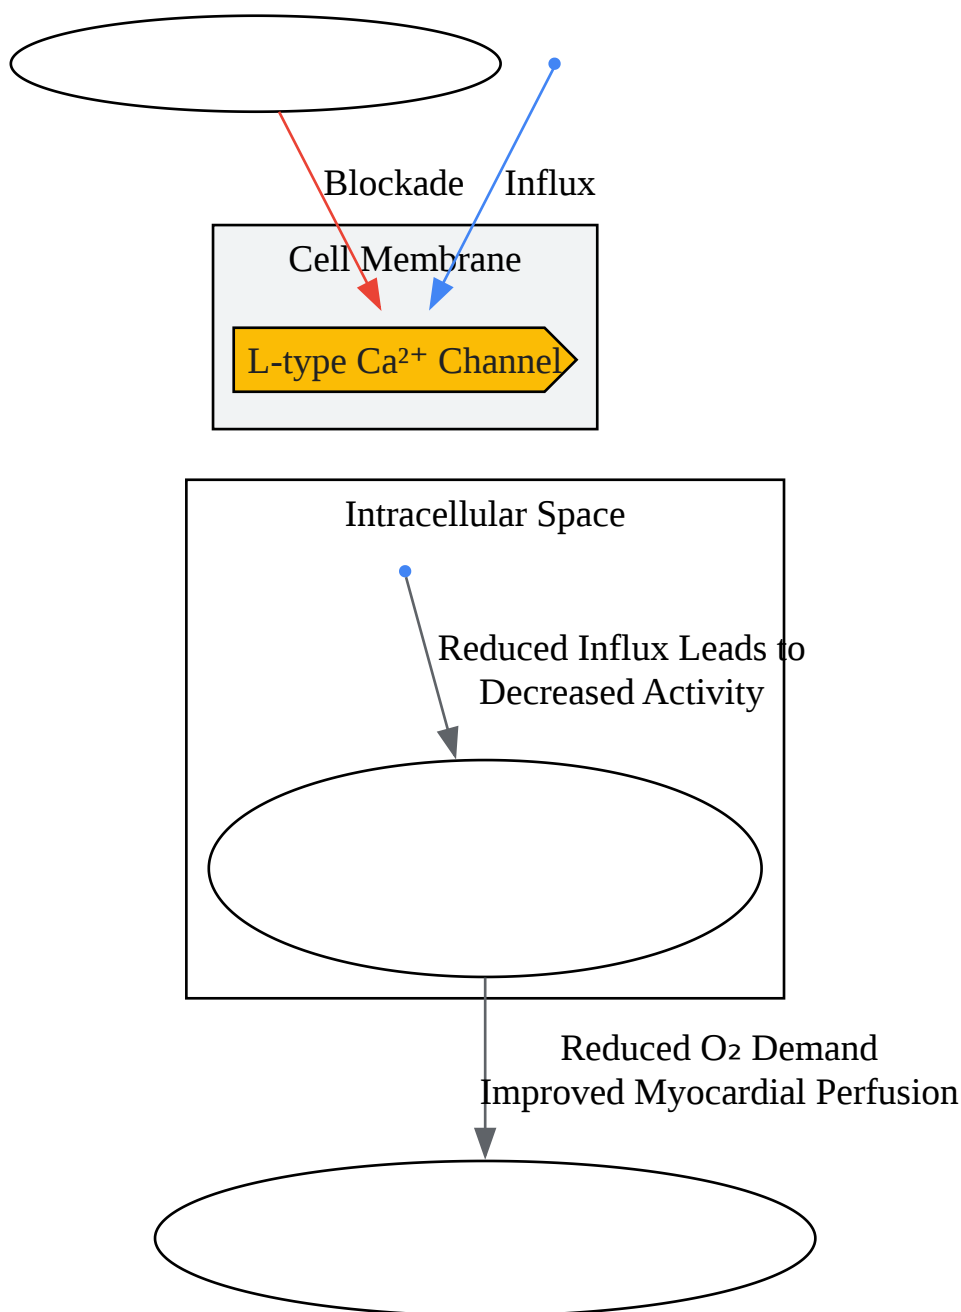 Blockade
Influx
Cell Membrane
L-type Ca²⁺ Channel
Intracellular Space
Reduced Influx Leads to
Decreased Activity
Reduced O₂ Demand
Improved Myocardial Perfusion